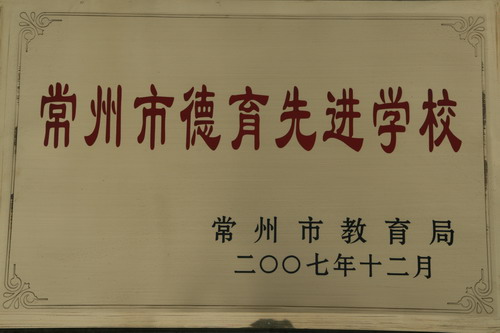 常州市德育先进学校
常州市教育局
二〇〇七年十二月